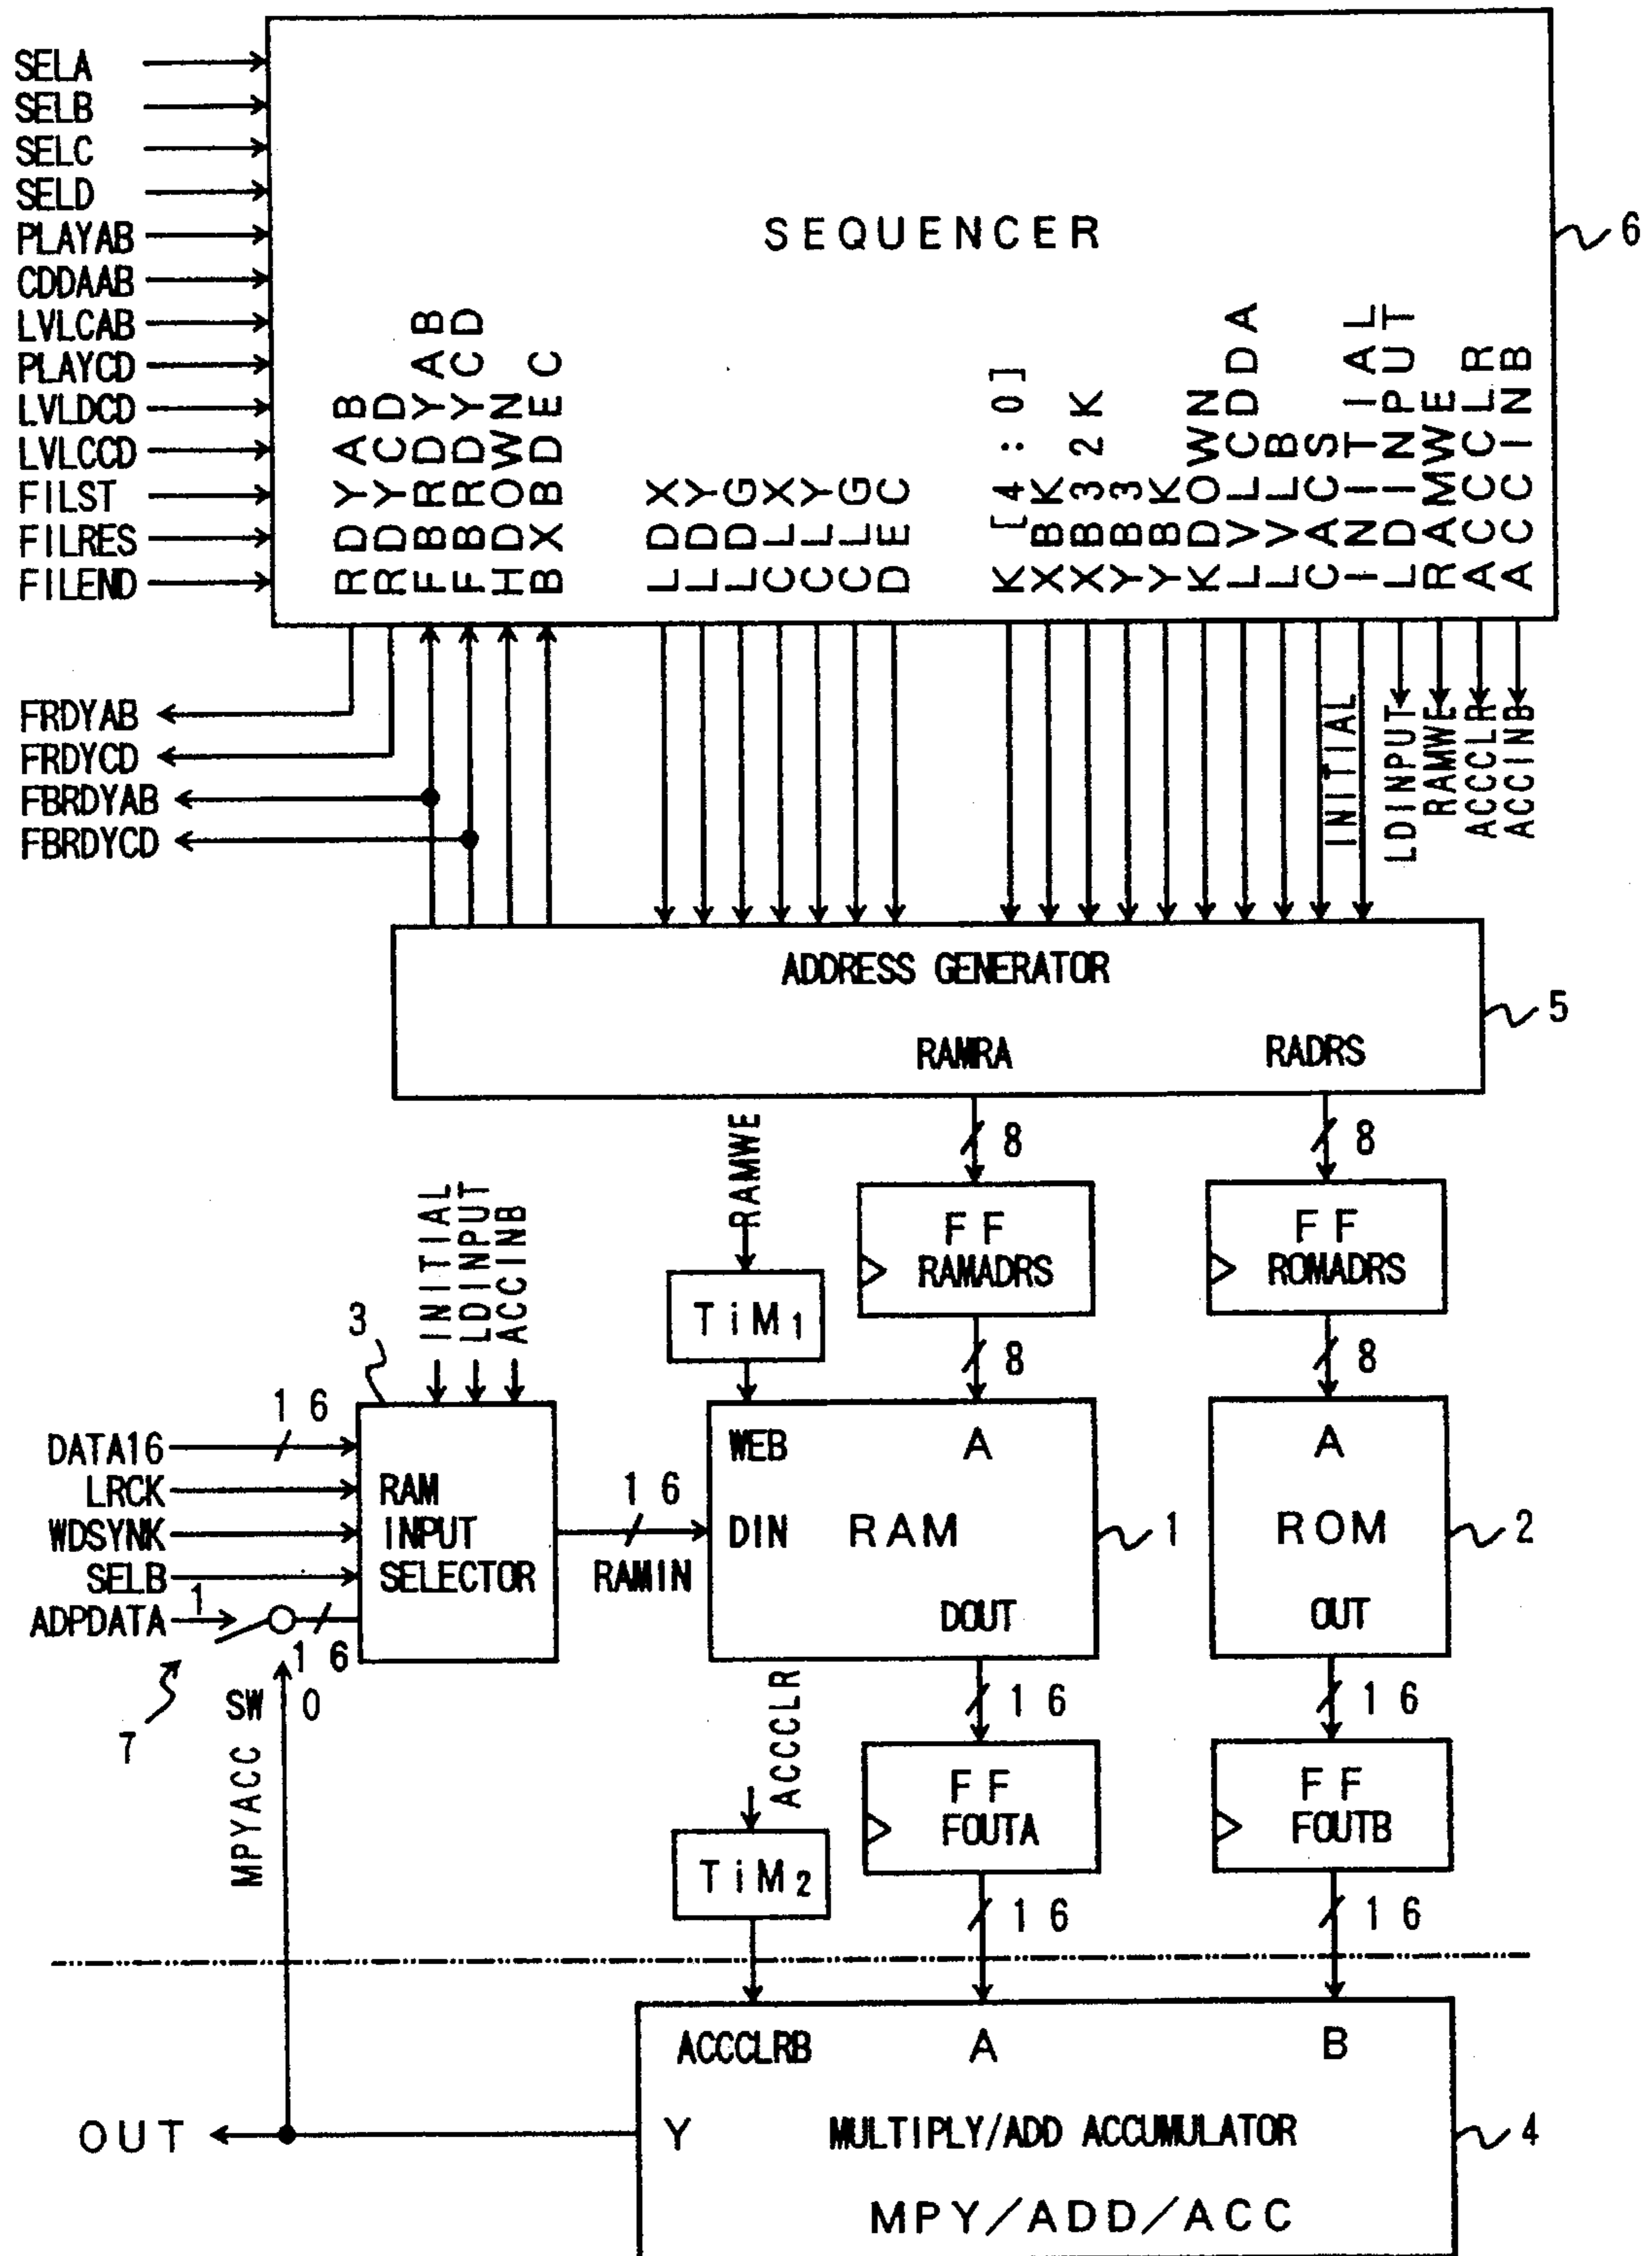 SELA
SELB
SELC
SELD
PLAYAB
CDDAAB
LVLCAB
PLAYCD
LVLDCD
LVLCCD
FILST
FILRES
FILEND
SEQUENCER
6
RDYAB
RDYCD
FBRDYAB
FBRDYCD
HDOWN
BXBDEC
LDX
LDY
LDG
CLX
CLY
CLG
DEC
K [4:0]
XBK
XB32K
YB3
YBK
KDOWN
LVLCDDA
LVLB
CACS
INITIAL
LDINPUT
RAMWE
ACCCLR
ACCINB
FRDYAB
FRDYCD
FBRDYAB
FBRDYCD
INITIAL
LDINPUT
RAMWE
ACCCLR
ACCINB
ADDRESS GENERATOR
5
RAMRA
RADRS
8
8
RAMWE
FF
RAMADRS
FF
ROMADRS
INITIAL
LDINPUT
ACCINB
TiM1
8
8
3
DATA16
16
LRCK
WDSYNK
SELB
ADPDATA
1
16
RAM
INPUT
SELECTOR
16
RAMIN
WEB
A
DIN
RAM
DOUT
1
A
ROM
OUT
2
7
SW
0
MPYACC
ACCCLR
16
16
FF
FOUTA
FF
FOUTB
TiM2
16
16
ACCCLRB
A
B
OUT
Y
MULTIPLY/ADD ACCUMULATOR
4
MPY/ADD/ACC